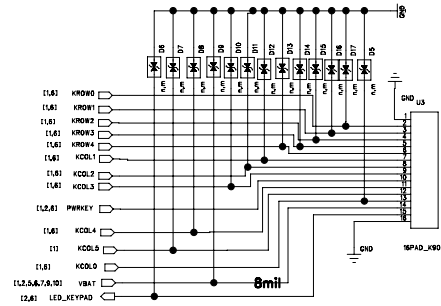 GND
D6 D7 D8 D9 D10 D11 D12 D13 D14 D15 D16 D17 D5
n,m n,m n,m n,m n,m n,m n,m n,m n,m n,m n,m n,m
[1,6] KROW0
[1,6] KROW1
[1,6] KROW2
[1,6] KROW3
[1,6] KROW4
[1,6] KCOL1
[1,6] KCOL2
[1,6] KCOL3
[1,2,6] PWRKEY
[1,6] KCOL4
[1] KCOL5
[1,6] KCOL0
[1,2,5,6,7,9,10] VBAT
[2,6] LED_KEYPAD
8mil
GND
U3
1
2
3
4
5
6
7
8
9
10
11
12
13
14
15
16
GND
16PAD_K90